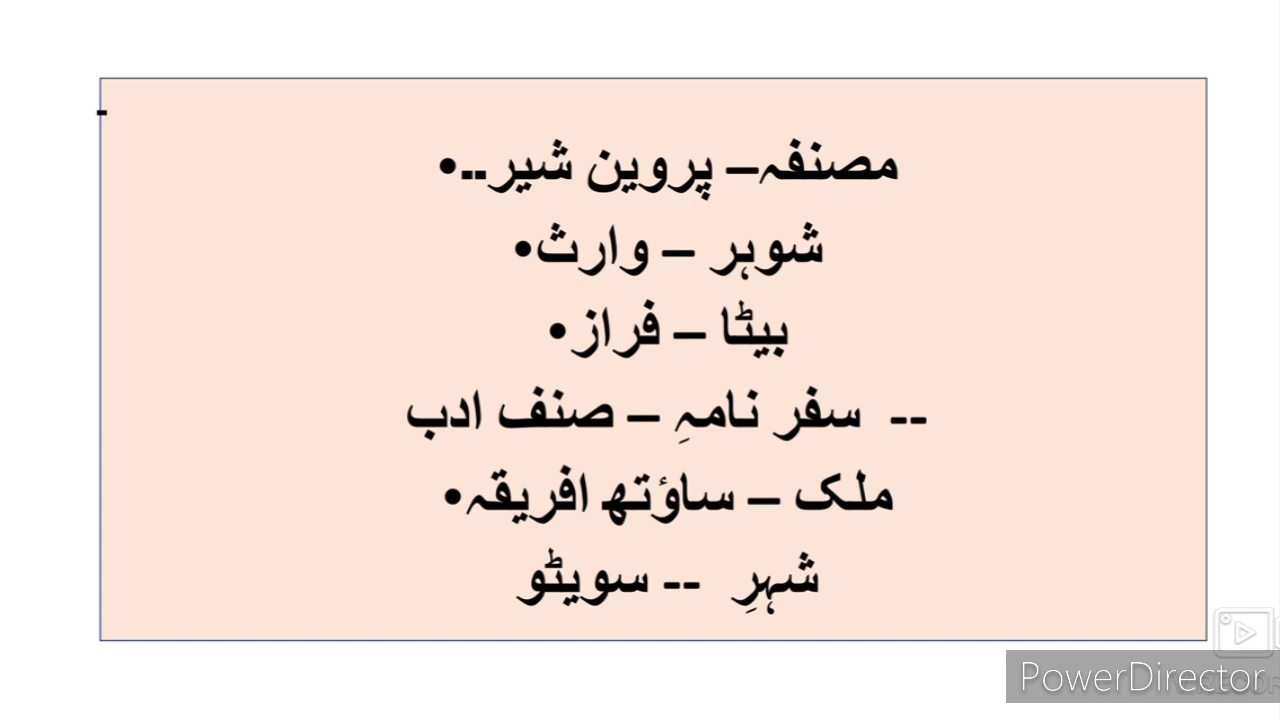 -
مصنفہ– پروین شیر..•
شوہر – وارث•
بیٹا – فراز•
-- سفر نامہِ – صنف ادب
ملک – ساؤتھ افریقہ•
شہرِ -- سویٹو
PowerDirector